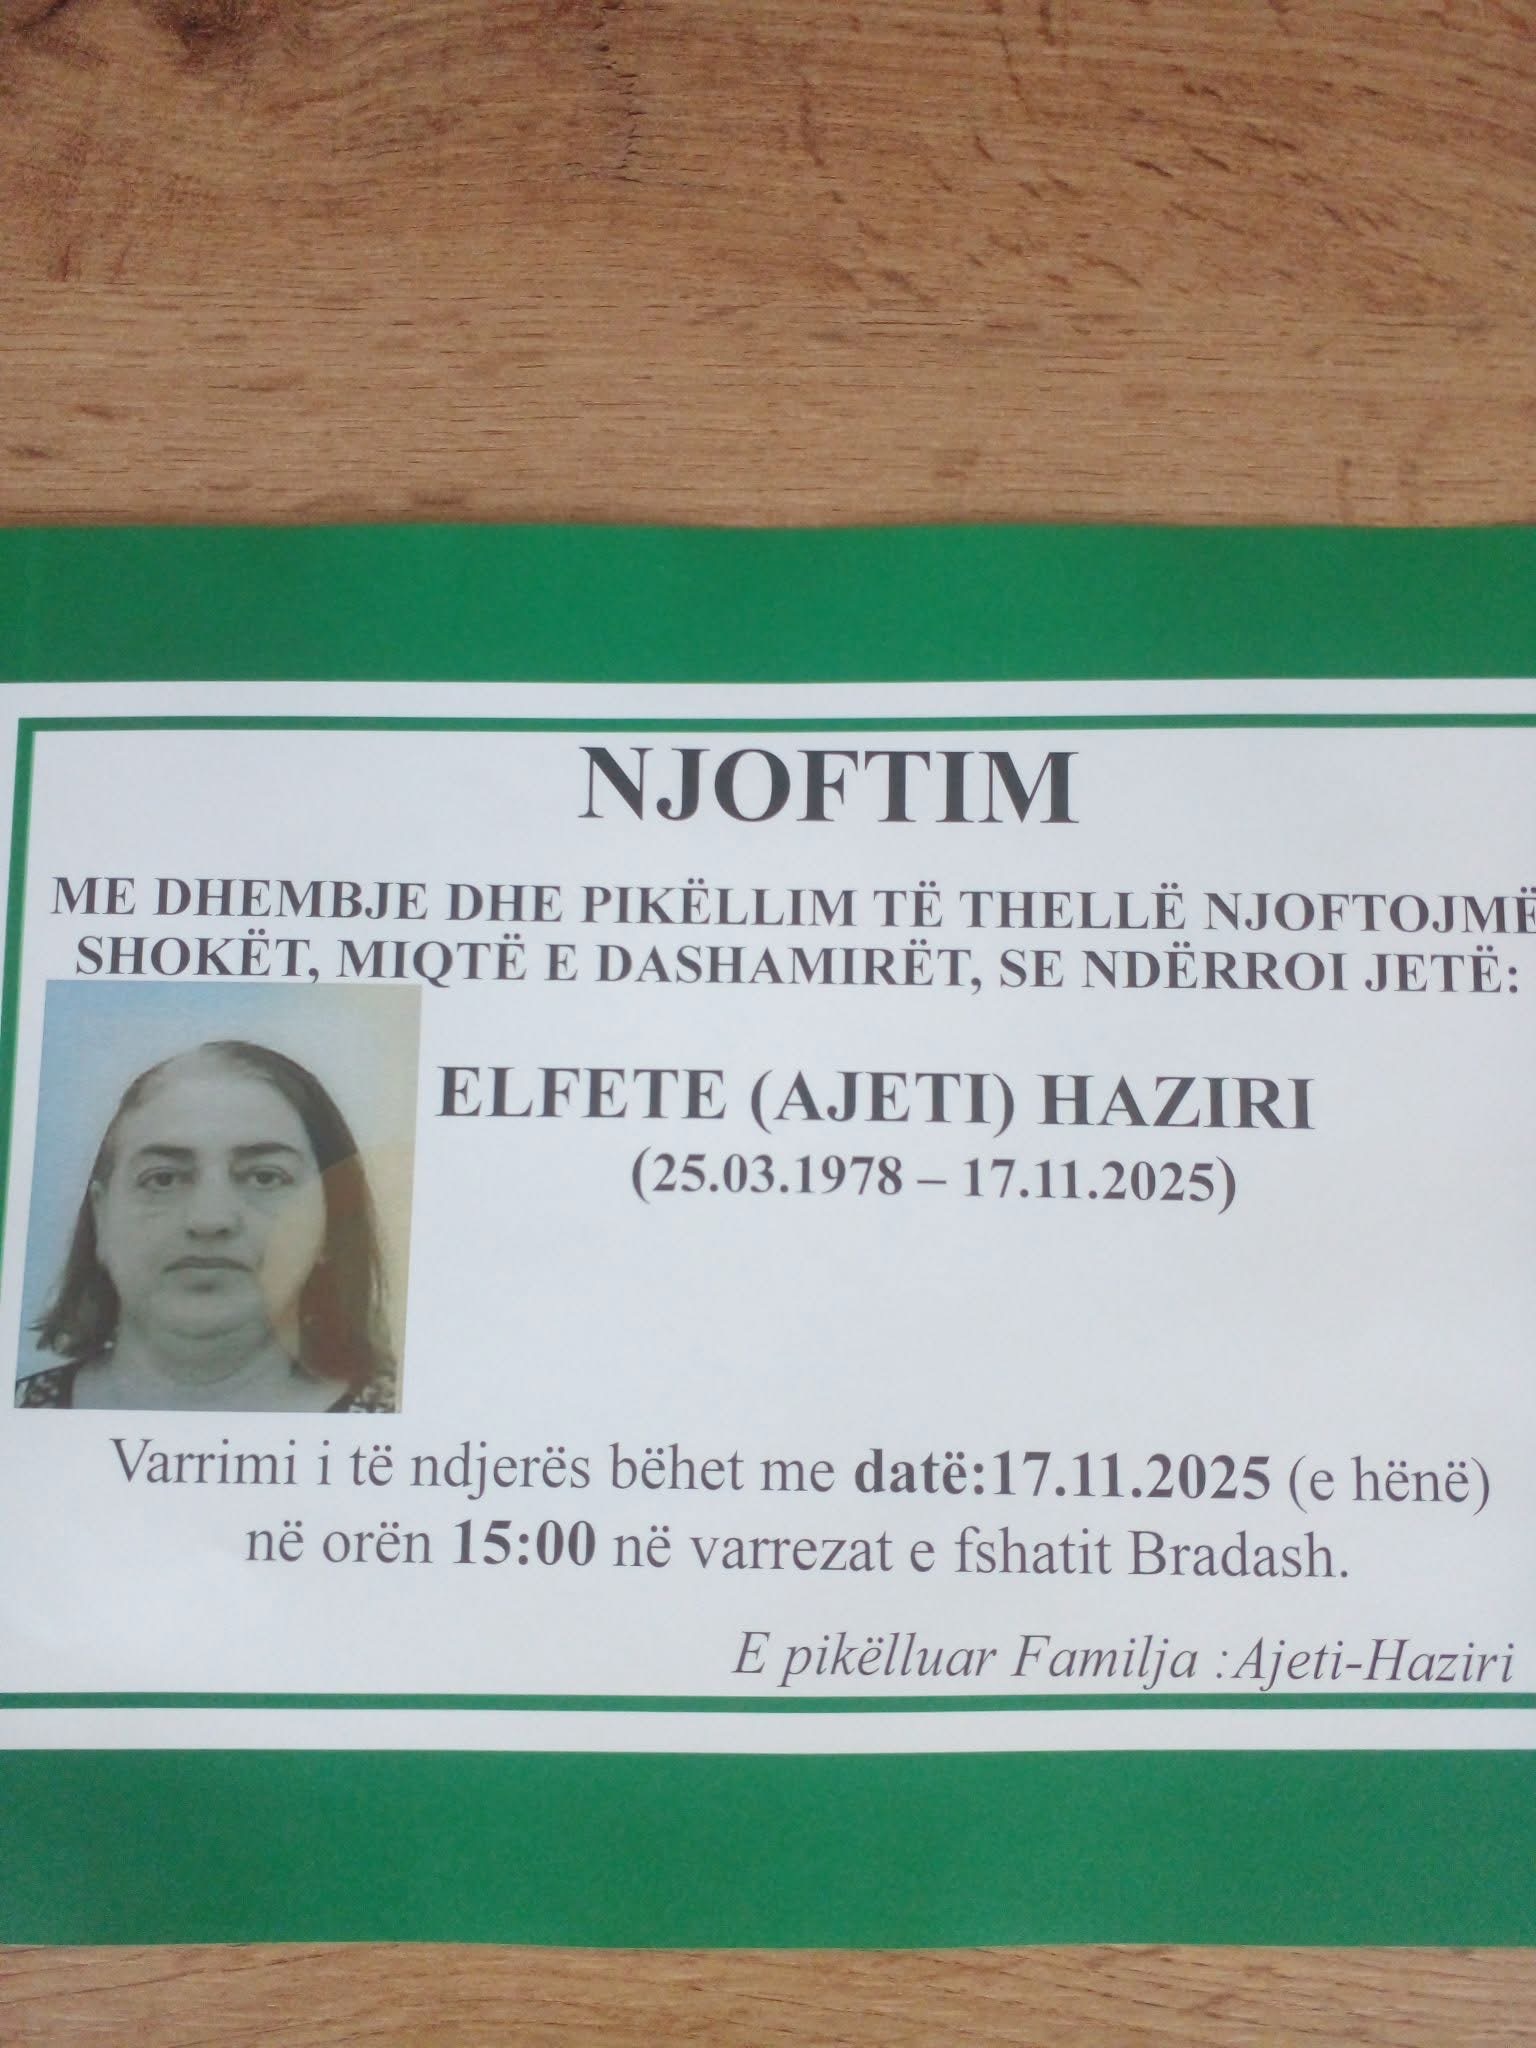 NJOFTIM
ME DHEMBJE DHE PIKËLLIM TË THELLË NJOFTOJMË
SHOKËT, MIQTË E DASHAMIRËT, SE NDËRROI JETË:
ELFETE (AJETI) HAZIRI
(25.03.1978 – 17.11.2025)
Varrimi i të ndjerës bëhet me datë:17.11.2025 (e hënë)
në orën 15:00 në varrezat e fshatit Bradash.
E pikëlluar Familja :Ajeti-Haziri